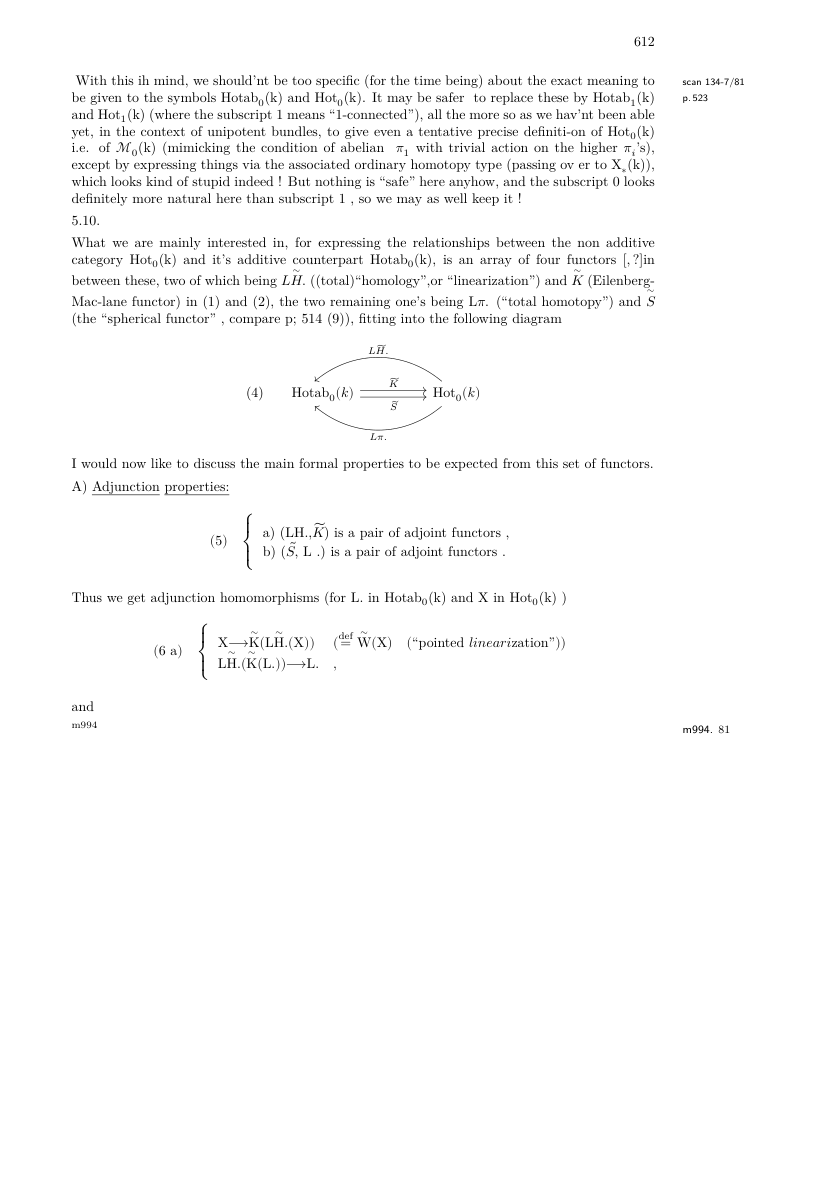 612
With this ih mind, we should'nt be too specific (for the time being) about the exact meaning to
scan 134-7/81
be given to the symbols Hotab₀(k) and Hot₀(k). It may be safer to replace these by Hotab₁(k)
p. 523
and Hot₁(k) (where the subscript 1 means “1-connected”), all the more so as we hav'nt been able
yet, in the context of unipotent bundles, to give even a tentative precise definiti-on of Hot₀(k)
i.e. of ℳ₀(k) (mimicking the condition of abelian π₁ with trivial action on the higher πᵢ's),
except by expressing things via the associated ordinary homotopy type (passing ov er to X∗(k)),
which looks kind of stupid indeed ! But nothing is “safe” here anyhow, and the subscript 0 looks
definitely more natural here than subscript 1 , so we may as well keep it !
5.10.
What we are mainly interested in, for expressing the relationships between the non additive
category Hot₀(k) and it's additive counterpart Hotab₀(k), is an array of four functors [, ?]in
between these, two of which being LH̃. ((total)“homology”,or “linearization”) and K̃ (Eilenberg-
Mac-lane functor) in (1) and (2), the two remaining one's being Lπ. (“total homotopy”) and S̃
(the “spherical functor” , compare p; 514 (9)), fitting into the following diagram
LH̃.
(4) Hotab₀(k) K̃ S̃ Hot₀(k)
Lπ.
I would now like to discuss the main formal properties to be expected from this set of functors.
A) Adjunction properties:
(5) { a) (LH.,K̃) is a pair of adjoint functors ,
b) (S̃, L .) is a pair of adjoint functors .
Thus we get adjunction homomorphisms (for L. in Hotab₀(k) and X in Hot₀(k) )
(6 a) { X⟶K̃(LH̃.(X)) (def= W̃(X) (“pointed linearization”))
LH̃.(K̃(L.))⟶L. ,
and
m994
m994. 81